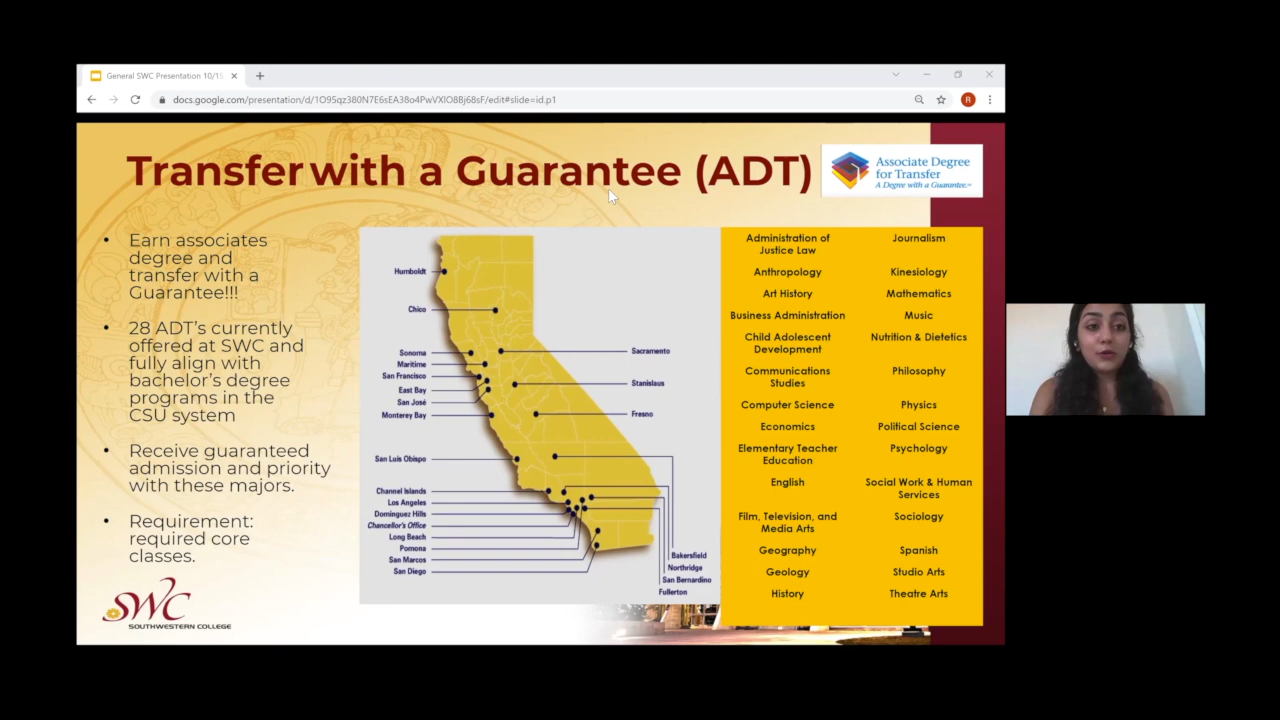 General SWC Presentation 10/15
docs.google.com/presentation/d/1O95qz380N7E6sEA38o4PwVXlO8Bj68sF/edit#slide=id.p1
R
Transfer with a Guarantee (ADT)
Associate Degree
for Transfer
A Degree with a Guarantee.℠
• Earn associates
degree and
transfer with a
Guarantee!!!
• 28 ADT's currently
offered at SWC and
fully align with
bachelor's degree
programs in the
CSU system
• Receive guaranteed
admission and priority
with these majors.
• Requirement:
required core
classes.
SWC
SOUTHWESTERN COLLEGE
Humboldt
Chico
Sonoma
Maritime
San Francisco
East Bay
San José
Monterey Bay
San Luis Obispo
Channel Islands
Los Angeles
Dominguez Hills
Chancellor's Office
Long Beach
Pomona
San Marcos
San Diego
Sacramento
Stanislaus
Fresno
Bakersfield
Northridge
San Bernardino
Fullerton
Administration of
Justice Law
Anthropology
Art History
Business Administration
Child Adolescent
Development
Communications
Studies
Computer Science
Economics
Elementary Teacher
Education
English
Film, Television, and
Media Arts
Geography
Geology
History
Journalism
Kinesiology
Mathematics
Music
Nutrition & Dietetics
Philosophy
Physics
Political Science
Psychology
Social Work & Human
Services
Sociology
Spanish
Studio Arts
Theatre Arts